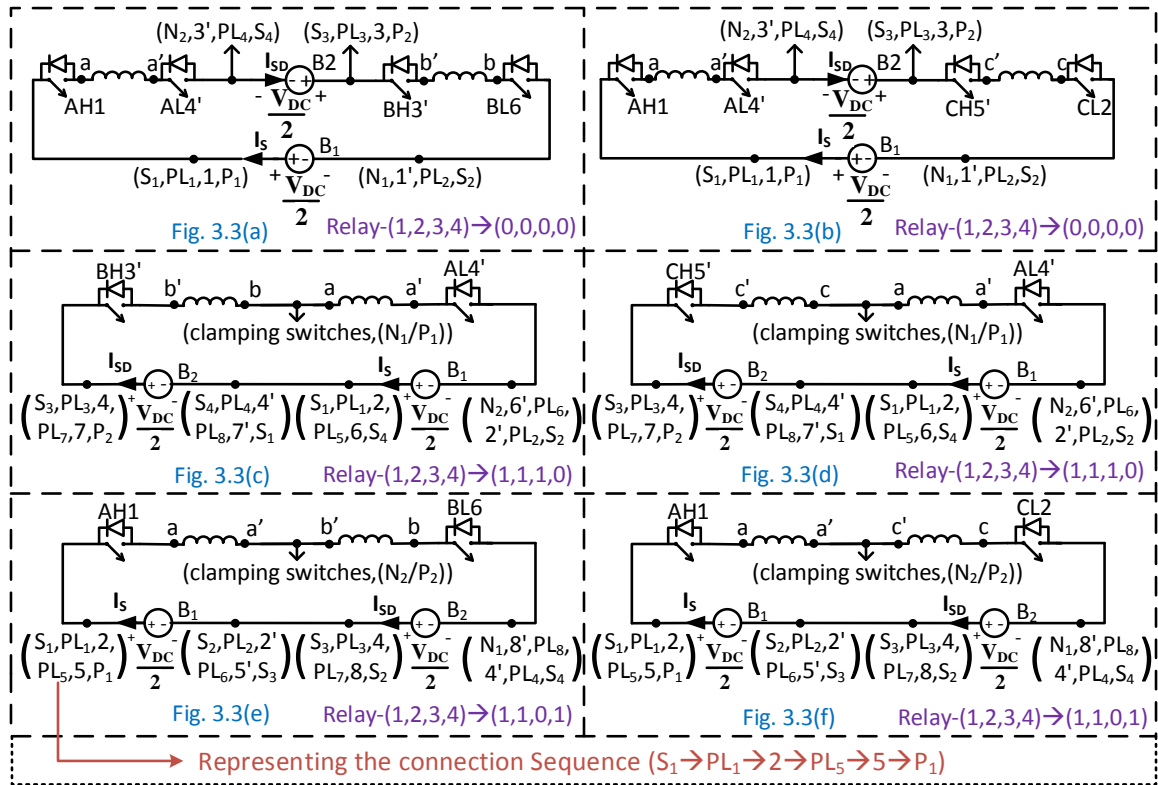 (N2,3',PL4,S4) (S3,PL3,3,P2)
a a' ISD B2 b' b
AH1 AL4' - VDC/2 + BH3' BL6
IS B1
(S1,PL1,1,P1) + VDC/2 - (N1,1',PL2,S2)
Fig. 3.3(a) Relay-(1,2,3,4)→(0,0,0,0)
(N2,3',PL4,S4) (S3,PL3,3,P2)
a a' ISD B2 c' c
AH1 AL4' - VDC/2 + CH5' CL2
IS B1
(S1,PL1,1,P1) + VDC/2 - (N1,1',PL2,S2)
Fig. 3.3(b) Relay-(1,2,3,4)→(0,0,0,0)
BH3' AL4'
b' b a a'
(clamping switches,(N1/P1))
ISD B2 IS B1
(S3,PL3,4, + VDC/2 - (S4,PL4,4' (S1,PL1,2, + VDC/2 - (N2,6',PL6,
PL7,7,P2) PL8,7',S1) PL5,6,S4) 2',PL2,S2)
Fig. 3.3(c) Relay-(1,2,3,4)→(1,1,1,0)
CH5' AL4'
c' c a a'
(clamping switches,(N1/P1))
ISD B2 IS B1
(S3,PL3,4, + VDC/2 - (S4,PL4,4' (S1,PL1,2, + VDC/2 - (N2,6',PL6,
PL7,7,P2) PL8,7',S1) PL5,6,S4) 2',PL2,S2)
Fig. 3.3(d) Relay-(1,2,3,4)→(1,1,1,0)
AH1 BL6
a a' b' b
(clamping switches,(N2/P2))
IS B1 ISD B2
(S1,PL1,2, + VDC/2 - (S2,PL2,2' (S3,PL3,4, + VDC/2 - (N1,8',PL8,
PL5,5,P1) PL6,5',S3) PL7,8,S2) 4',PL4,S4)
Fig. 3.3(e) Relay-(1,2,3,4)→(1,1,0,1)
AH1 CL2
a a' c' c
(clamping switches,(N2/P2))
IS B1 ISD B2
(S1,PL1,2, + VDC/2 - (S2,PL2,2' (S3,PL3,4, + VDC/2 - (N1,8',PL8,
PL5,5,P1) PL6,5',S3) PL7,8,S2) 4',PL4,S4)
Fig. 3.3(f) Relay-(1,2,3,4)→(1,1,0,1)
Representing the connection Sequence (S1→PL1→2→PL5→5→P1)